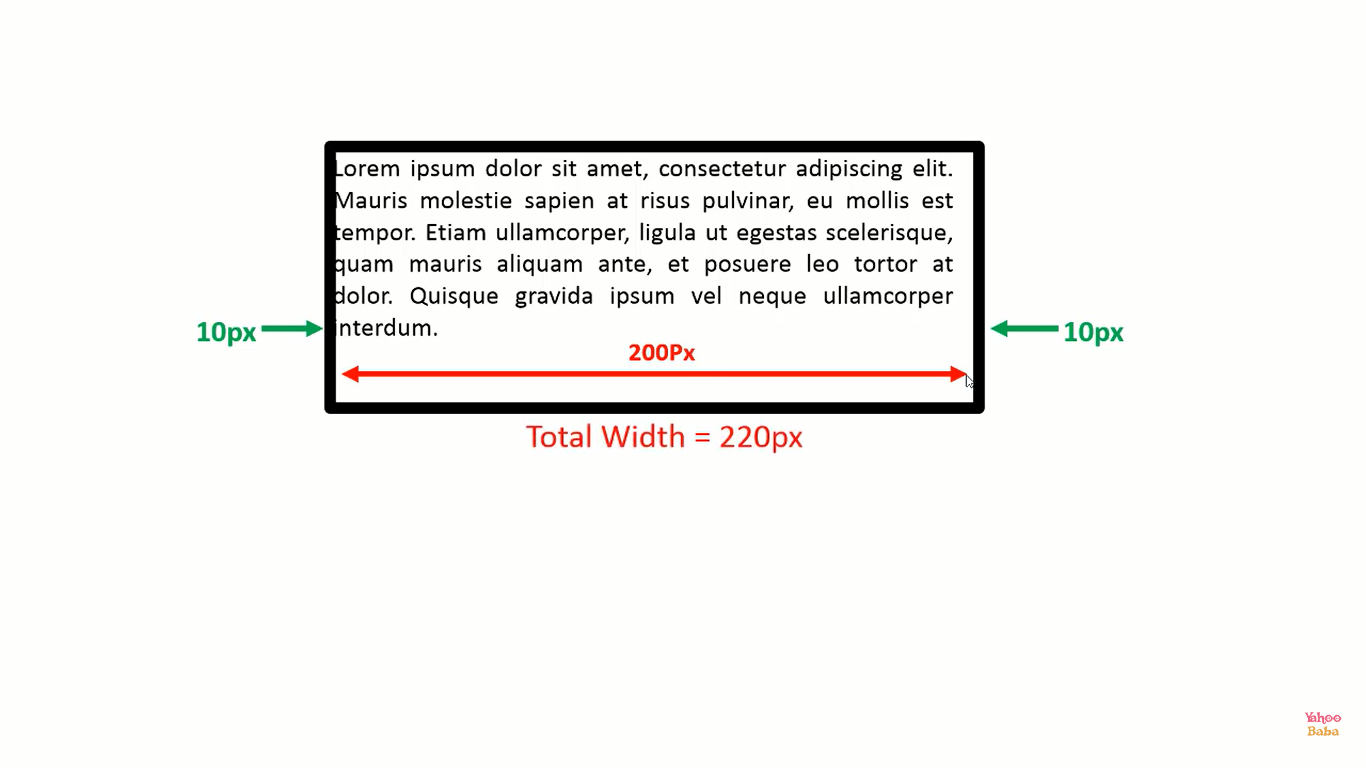 Lorem ipsum dolor sit amet, consectetur adipiscing elit.
Mauris molestie sapien at risus pulvinar, eu mollis est
tempor. Etiam ullamcorper, ligula ut egestas scelerisque,
quam mauris aliquam ante, et posuere leo tortor at
dolor. Quisque gravida ipsum vel neque ullamcorper
interdum.
10px
10px
200Px
Total Width = 220px
Yahoo
Baba